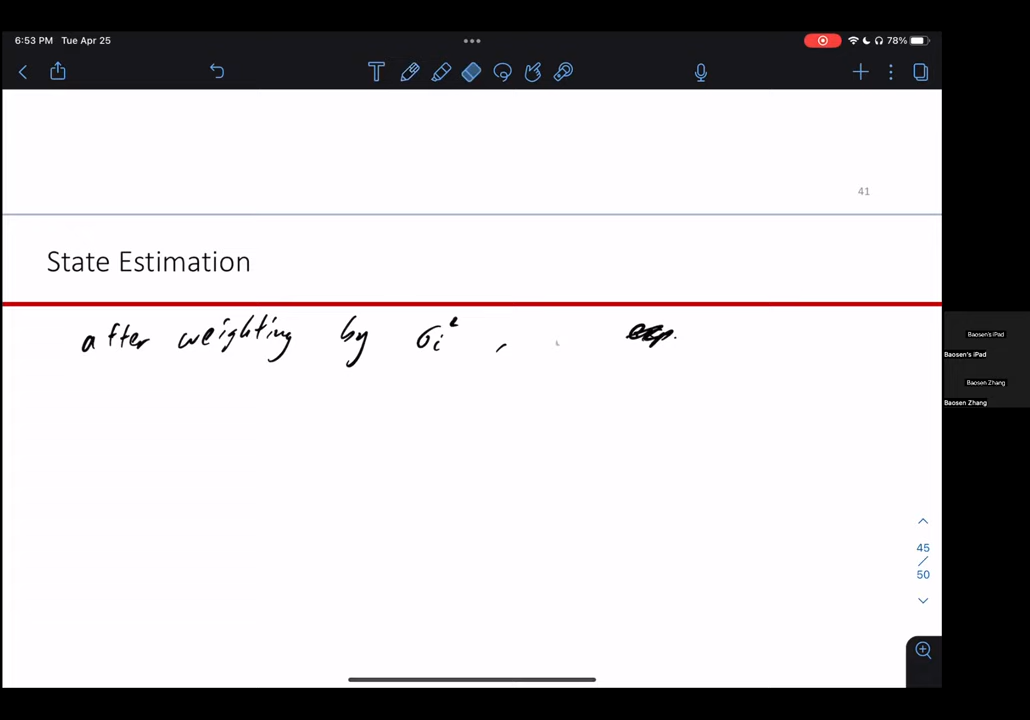 6:53 PM Tue Apr 25
78%
41
State Estimation
after weighting by σᵢ² ,
Baosen's iPad
Baosen's iPad
Baosen Zhang
Baosen Zhang
45
/
50